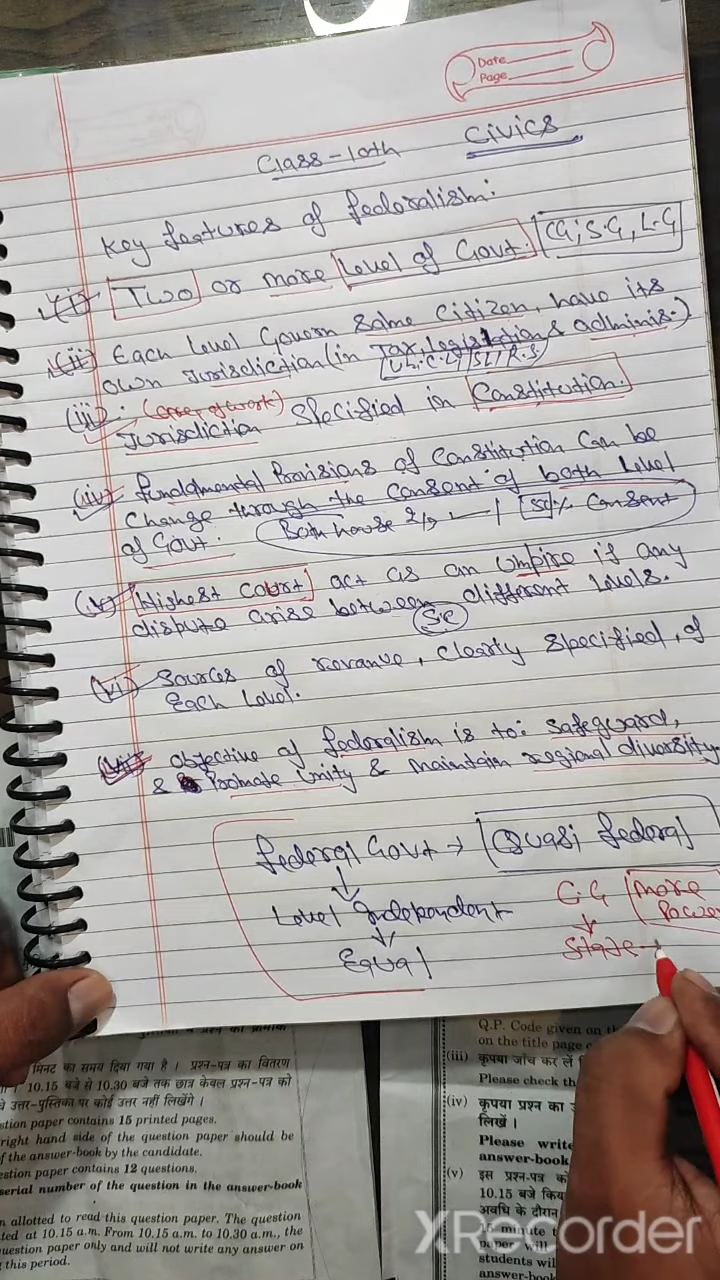 Date
Page
Class-10th Civics
Key features of federalism:
(i) Two or more Level of Govt. C.G, S.G, L.G
(ii) Each Level Govern Same Citizen, have its
own Jurisdiction (in Tax, legislation & adminis.)
U.L, C.L, S.L, R.S
(iii) (area of work)
Jurisdiction Specified in Constitution.
(iv) fundamental Provisions of Constitution Can be
Change through the Consent of both Level
of Govt. Both house 2/3 50% Consent
(v) Highest Court act as an Umpire if any
dispute arise between different Levels.
S.C
(vi) Sources of revanue, Clearly Specified, of
Each Level.
(vii) objective of federalism is to: Safeguard,
& Promate Unity & Maintain regional diversity
federal Govt → Quasi federal
Level Independent C.G More
Power
Equal State →
मिनट का समय दिया गया है । प्रश्न-पत्र का वितरण
10.15 बजे से 10.30 बजे तक छात्र केवल प्रश्न-पत्र को
उत्तर-पुस्तिका पर कोई उत्तर नहीं लिखेंगे ।
stion paper contains 15 printed pages.
right hand side of the question paper should be
f the answer-book by the candidate.
estion paper contains 12 questions.
serial number of the question in the answer-book
n allotted to read this question paper. The question
ted at 10.15 a.m. From 10.15 a.m. to 10.30 a.m., the
uestion paper only and will not write any answer on
this period.
Q.P. Code given on th
on the title page
(iii) कृपया जाँच कर लें
Please check th
(iv) कृपया प्रश्न का
लिखें ।
Please write
answer-book
(v) इस प्रश्न-पत्र को
10.15 बजे किया
अवधि के दौरान
15 minute
paper will
students will
answer-book
XRecorder